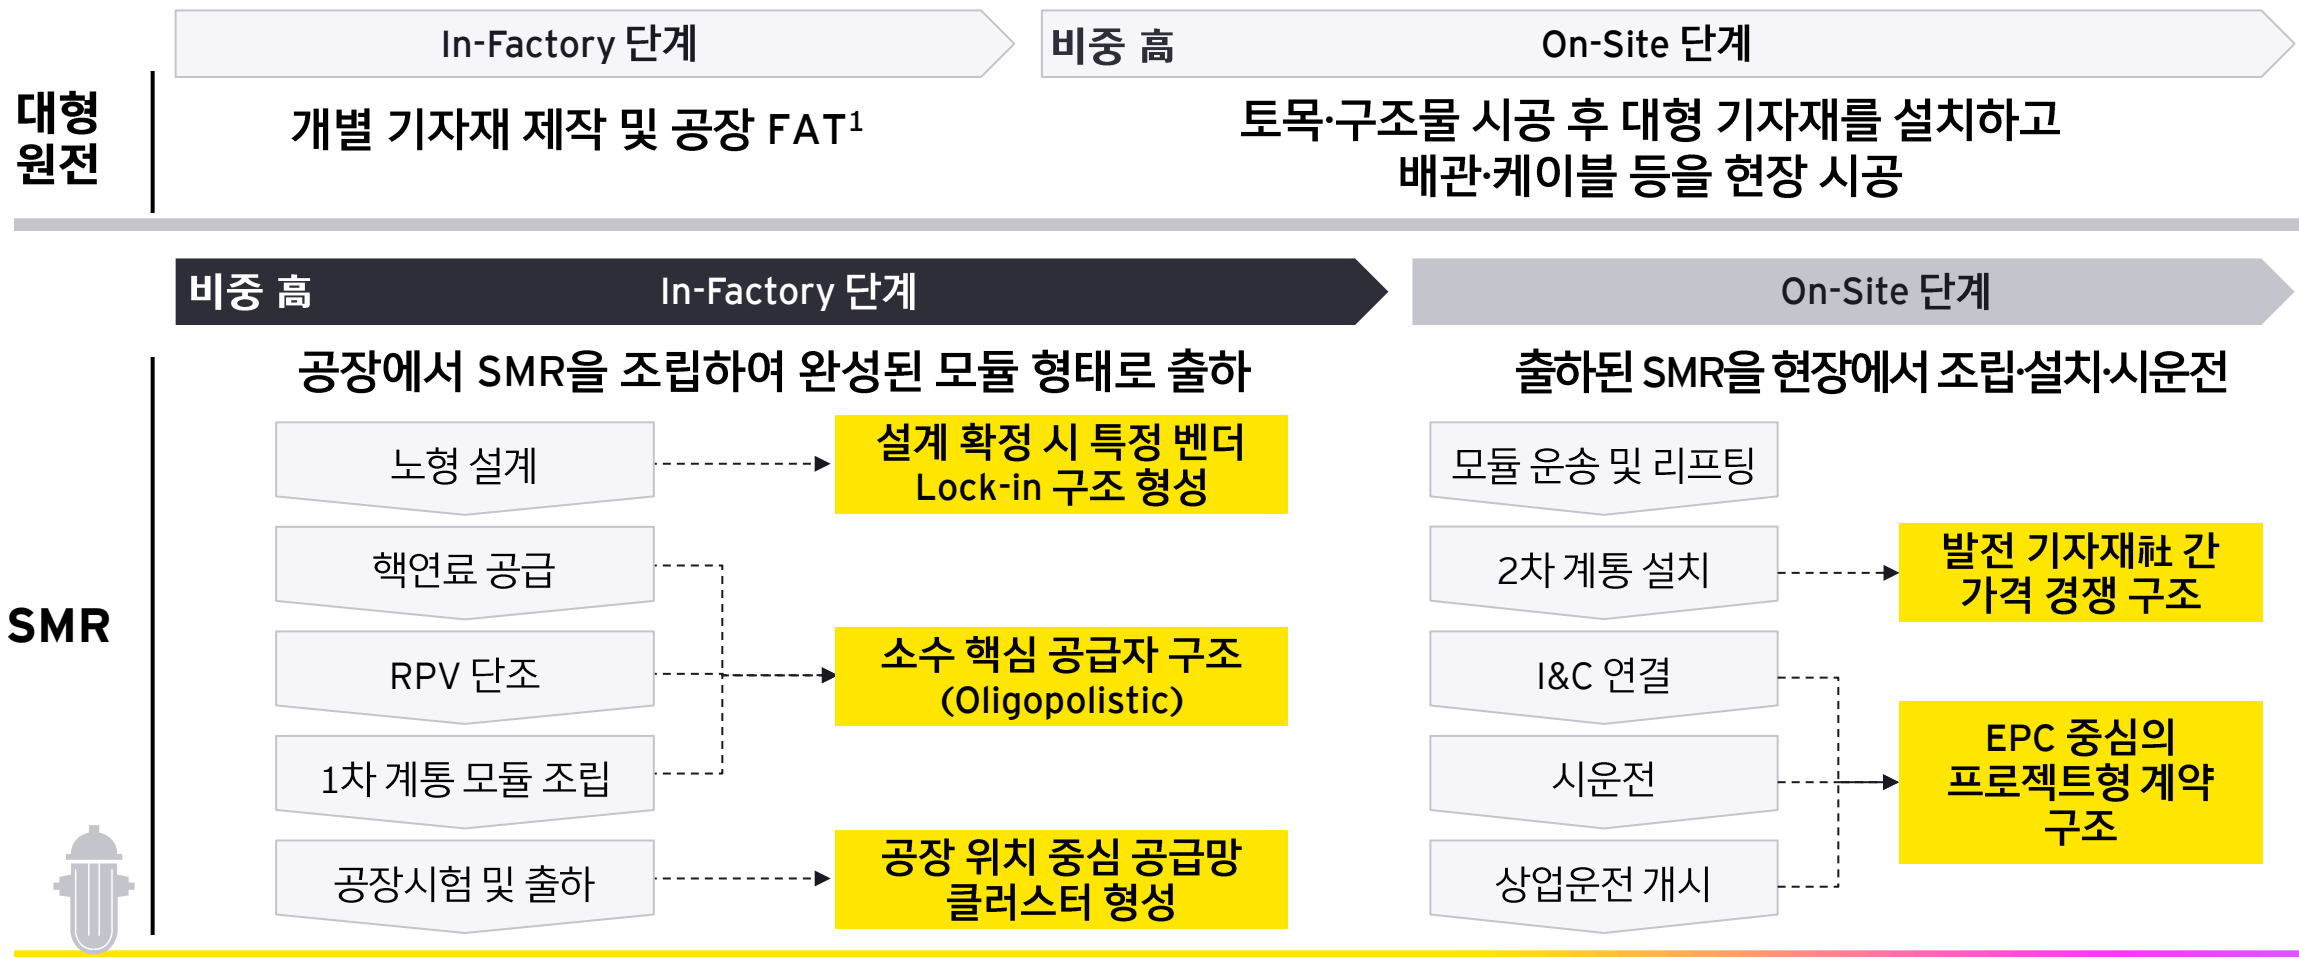 In-Factory 단계
비중 高
On-Site 단계
대형
원전
개별 기자재 제작 및 공장 FAT¹
토목·구조물 시공 후 대형 기자재를 설치하고
배관·케이블 등을 현장 시공
비중 高
In-Factory 단계
On-Site 단계
SMR
공장에서 SMR을 조립하여 완성된 모듈 형태로 출하
노형 설계
설계 확정 시 특정 벤더
Lock-in 구조 형성
핵연료 공급
RPV 단조
1차 계통 모듈 조립
소수 핵심 공급자 구조
(Oligopolistic)
공장시험 및 출하
공장 위치 중심 공급망
클러스터 형성
출하된 SMR을 현장에서 조립·설치·시운전
모듈 운송 및 리프팅
2차 계통 설치
발전 기자재社 간
가격 경쟁 구조
I&C 연결
시운전
상업운전 개시
EPC 중심의
프로젝트형 계약
구조